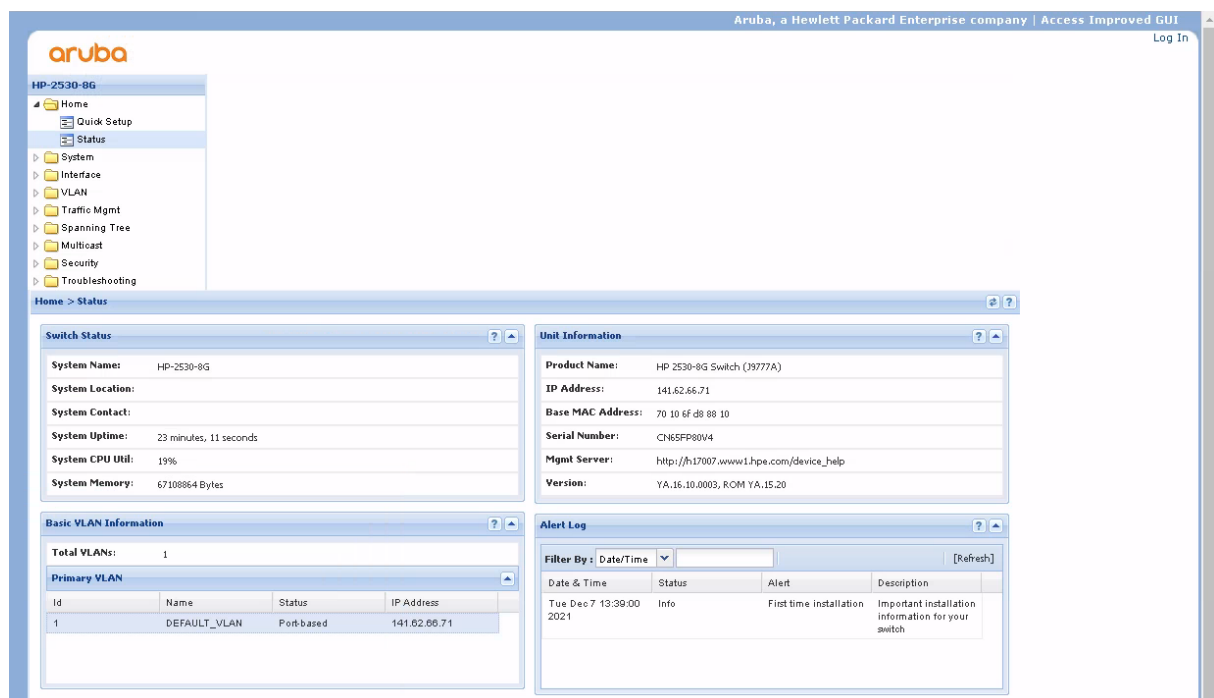 Aruba, a Hewlett Packard Enterprise company | Access Improved GUI
Log In
aruba
HP-2530-8G
Home
Quick Setup
Status
System
Interface
VLAN
Traffic Mgmt
Spanning Tree
Multicast
Security
Troubleshooting
Home > Status
Switch Status
System Name: HP-2530-8G
System Location:
System Contact:
System Uptime: 23 minutes, 11 seconds
System CPU Util: 19%
System Memory: 67108864 Bytes
Unit Information
Product Name: HP 2530-8G Switch (J9777A)
IP Address: 141.62.66.71
Base MAC Address: 70 10 6f d8 88 10
Serial Number: CN65FP80V4
Mgmt Server: http://h17007.www1.hpe.com/device_help
Version: YA.16.10.0003, ROM YA.15.20
Basic VLAN Information
Total VLANs: 1
Primary VLAN
Id Name Status IP Address
1 DEFAULT_VLAN Port-based 141.62.66.71
Alert Log
Filter By : Date/Time [Refresh]
Date & Time Status Alert Description
Tue Dec 7 13:39:00 Info First time installation Important installation
2021 information for your
switch